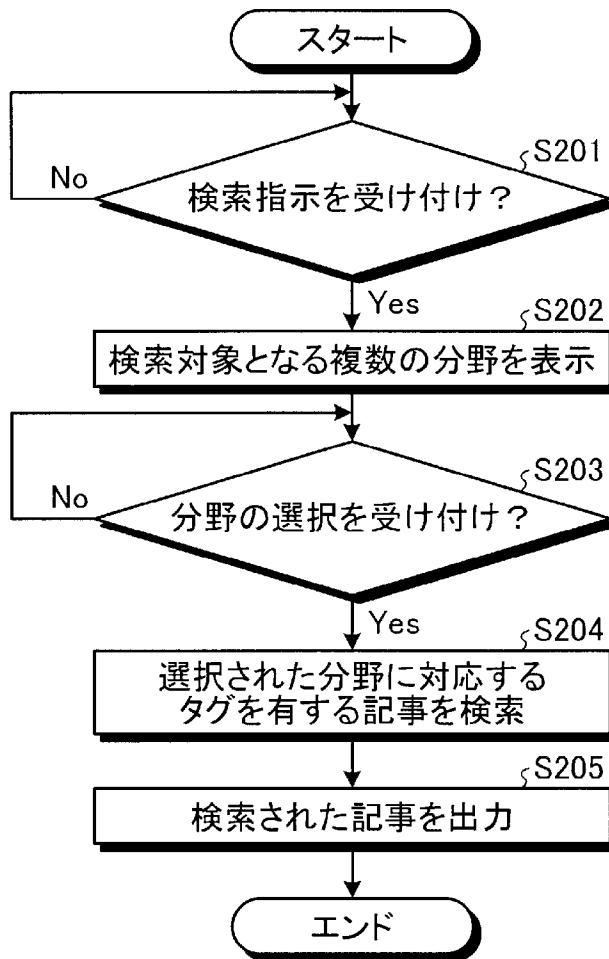 スタート
S201
No
検索指示を受け付け?
Yes
S202
検索対象となる複数の分野を表示
S203
No
分野の選択を受け付け?
Yes
S204
選択された分野に対応する
タグを有する記事を検索
S205
検索された記事を出力
エンド